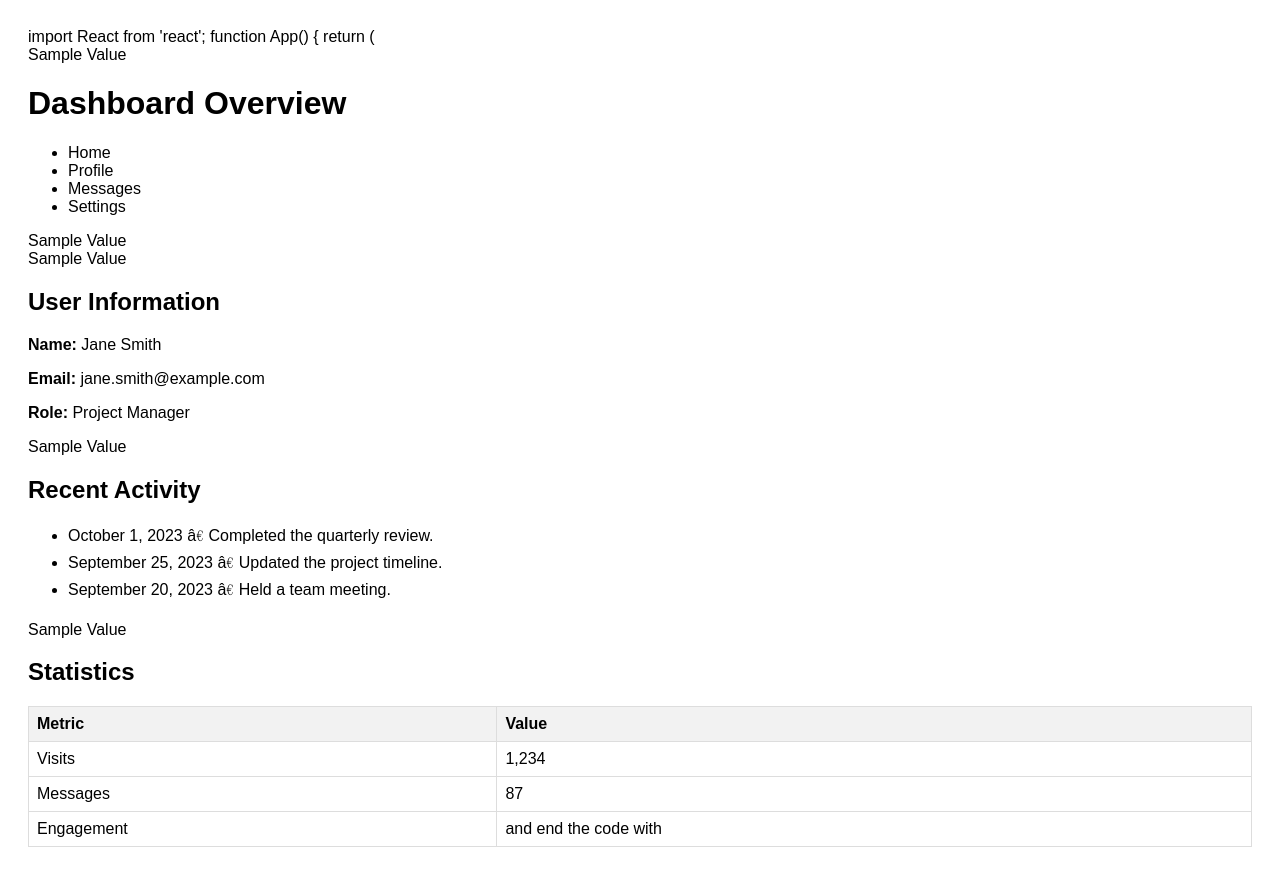 import React from 'react'; function App() { return (
Sample Value
Dashboard Overview
Home
Profile
Messages
Settings
Sample Value
Sample Value
User Information
Name: Jane Smith
Email: jane.smith@example.com
Role: Project Manager
Sample Value
Recent Activity
October 1, 2023 â€ Completed the quarterly review.
September 25, 2023 â€ Updated the project timeline.
September 20, 2023 â€ Held a team meeting.
Sample Value
Statistics
Metric Value
Visits 1,234
Messages 87
Engagement and end the code with